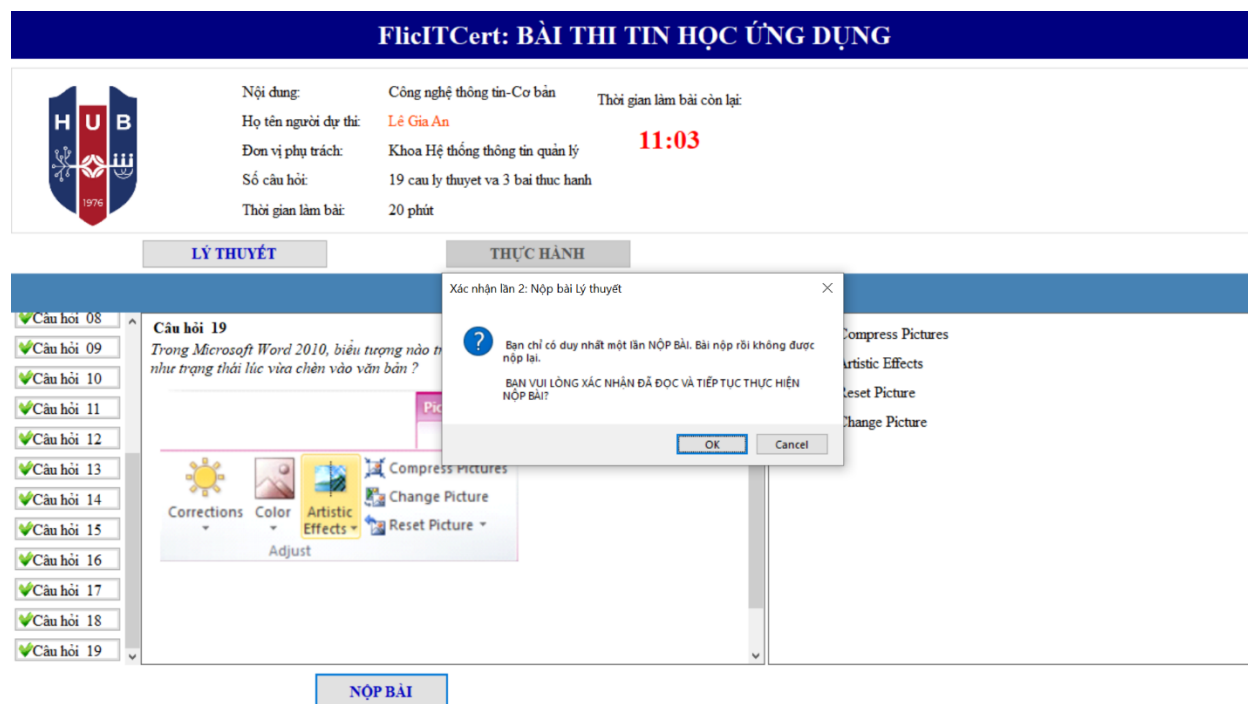 FlicITCert: BÀI THI TIN HỌC ỨNG DỤNG
HUB
1976
Nội dung: Công nghệ thông tin-Cơ bản
Họ tên người dự thi: Lê Gia An
Đơn vị phụ trách: Khoa Hệ thống thông tin quản lý
Số câu hỏi: 19 cau ly thuyet va 3 bai thuc hanh
Thời gian làm bài: 20 phút
Thời gian làm bài còn lại:
11:03
LÝ THUYẾT
THỰC HÀNH
Câu hỏi 08
Câu hỏi 09
Câu hỏi 10
Câu hỏi 11
Câu hỏi 12
Câu hỏi 13
Câu hỏi 14
Câu hỏi 15
Câu hỏi 16
Câu hỏi 17
Câu hỏi 18
Câu hỏi 19
Câu hỏi 19
Trong Microsoft Word 2010, biểu tượng nào
như trạng thái lúc vừa chèn vào văn bản ?
Corrections
Color
Artistic
Effects
Compress Pictures
Change Picture
Reset Picture
Adjust
Xác nhận lần 2: Nộp bài Lý thuyết
Bạn chỉ có duy nhất một lần NỘP BÀI. Bài nộp rồi không được
nộp lại.
BẠN VUI LÒNG XÁC NHẬN ĐÃ ĐỌC VÀ TIẾP TỤC THỰC HIỆN
NỘP BÀI?
OK
Cancel
Compress Pictures
Artistic Effects
Reset Picture
Change Picture
NỘP BÀI